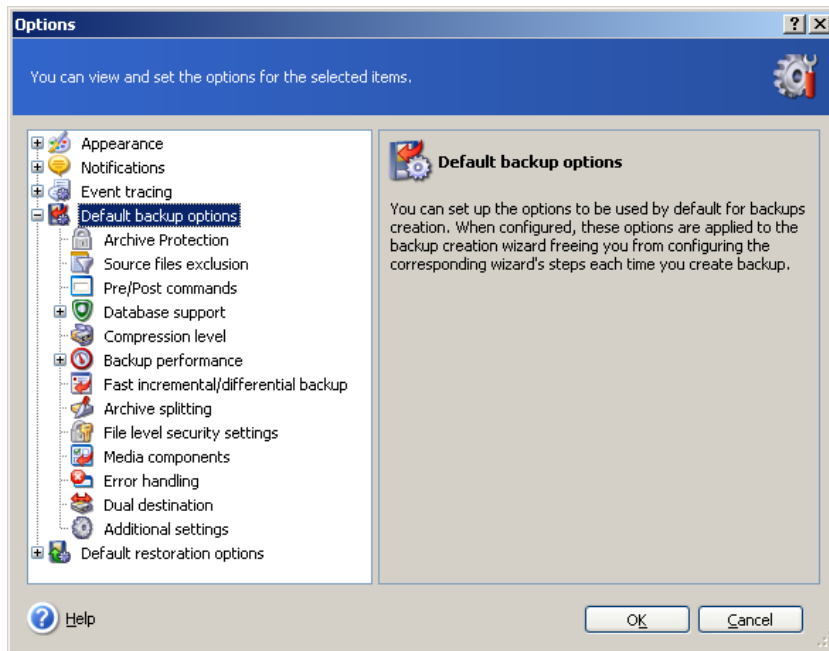 Options
You can view and set the options for the selected items.
Appearance
Notifications
Event tracing
Default backup options
Archive Protection
Source files exclusion
Pre/Post commands
Database support
Compression level
Backup performance
Fast incremental/differential backup
Archive splitting
File level security settings
Media components
Error handling
Dual destination
Additional settings
Default restoration options
Default backup options
You can set up the options to be used by default for backups
creation. When configured, these options are applied to the
backup creation wizard freeing you from configuring the
corresponding wizard's steps each time you create backup.
Help
OK
Cancel